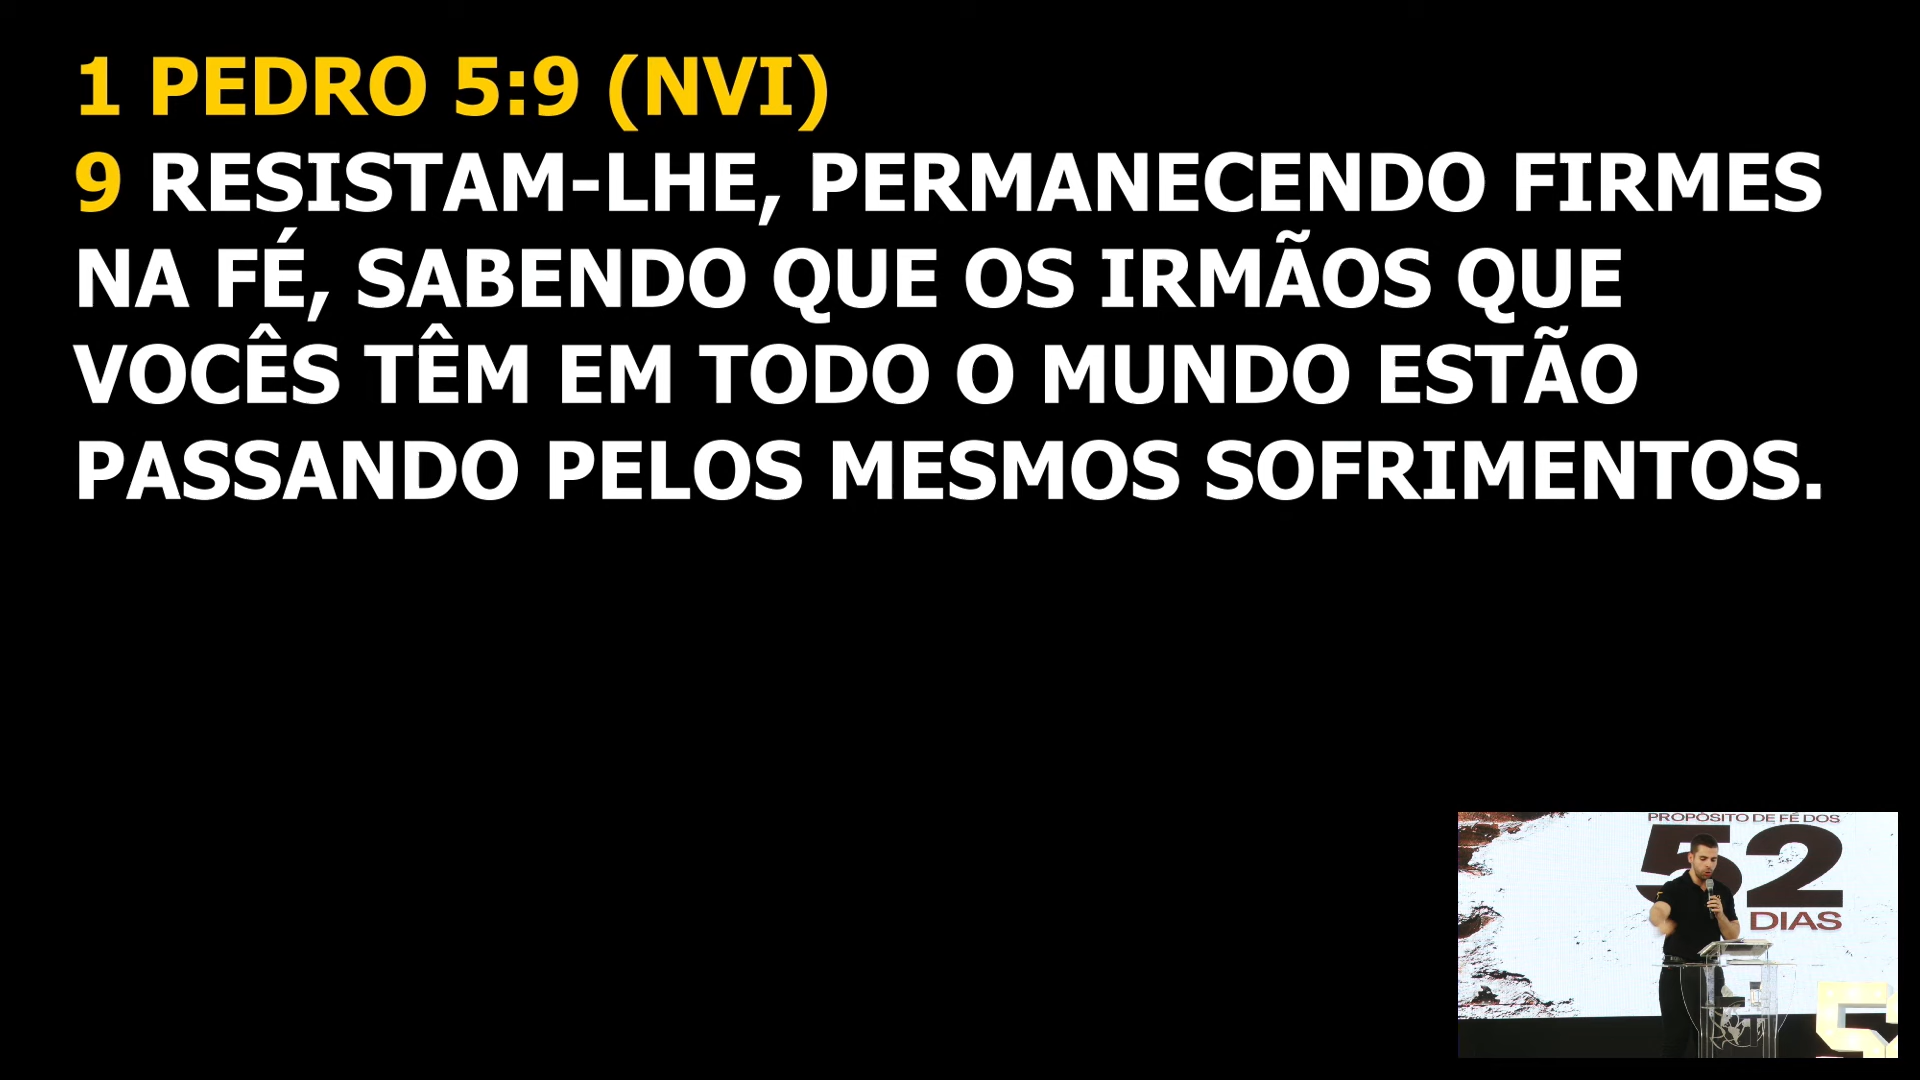 1 PEDRO 5:9 (NVI)
9 RESISTAM-LHE, PERMANECENDO FIRMES
NA FÉ, SABENDO QUE OS IRMÃOS QUE
VOCÊS TÊM EM TODO O MUNDO ESTÃO
PASSANDO PELOS MESMOS SOFRIMENTOS.
PROPÓSITO DE FÉ DOS
52
DIAS
5